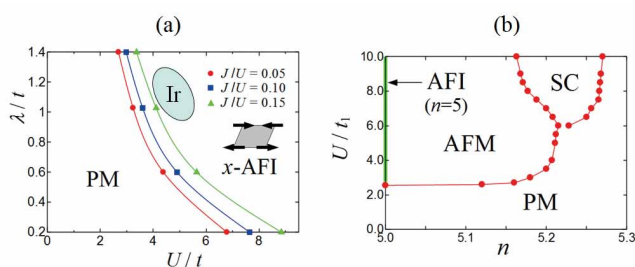 (a)
1.4
1.2
1
0.8
0.6
0.4
0.2
0
2
4
6
8
λ / t
U / t
Ir
J/U = 0.05
J/U = 0.10
J/U = 0.15
x-AFI
PM
(b)
10.0
8.0
6.0
4.0
2.0
0.0
5.0
5.1
5.2
5.3
U / t₁
n
AFI
(n=5)
SC
AFM
PM